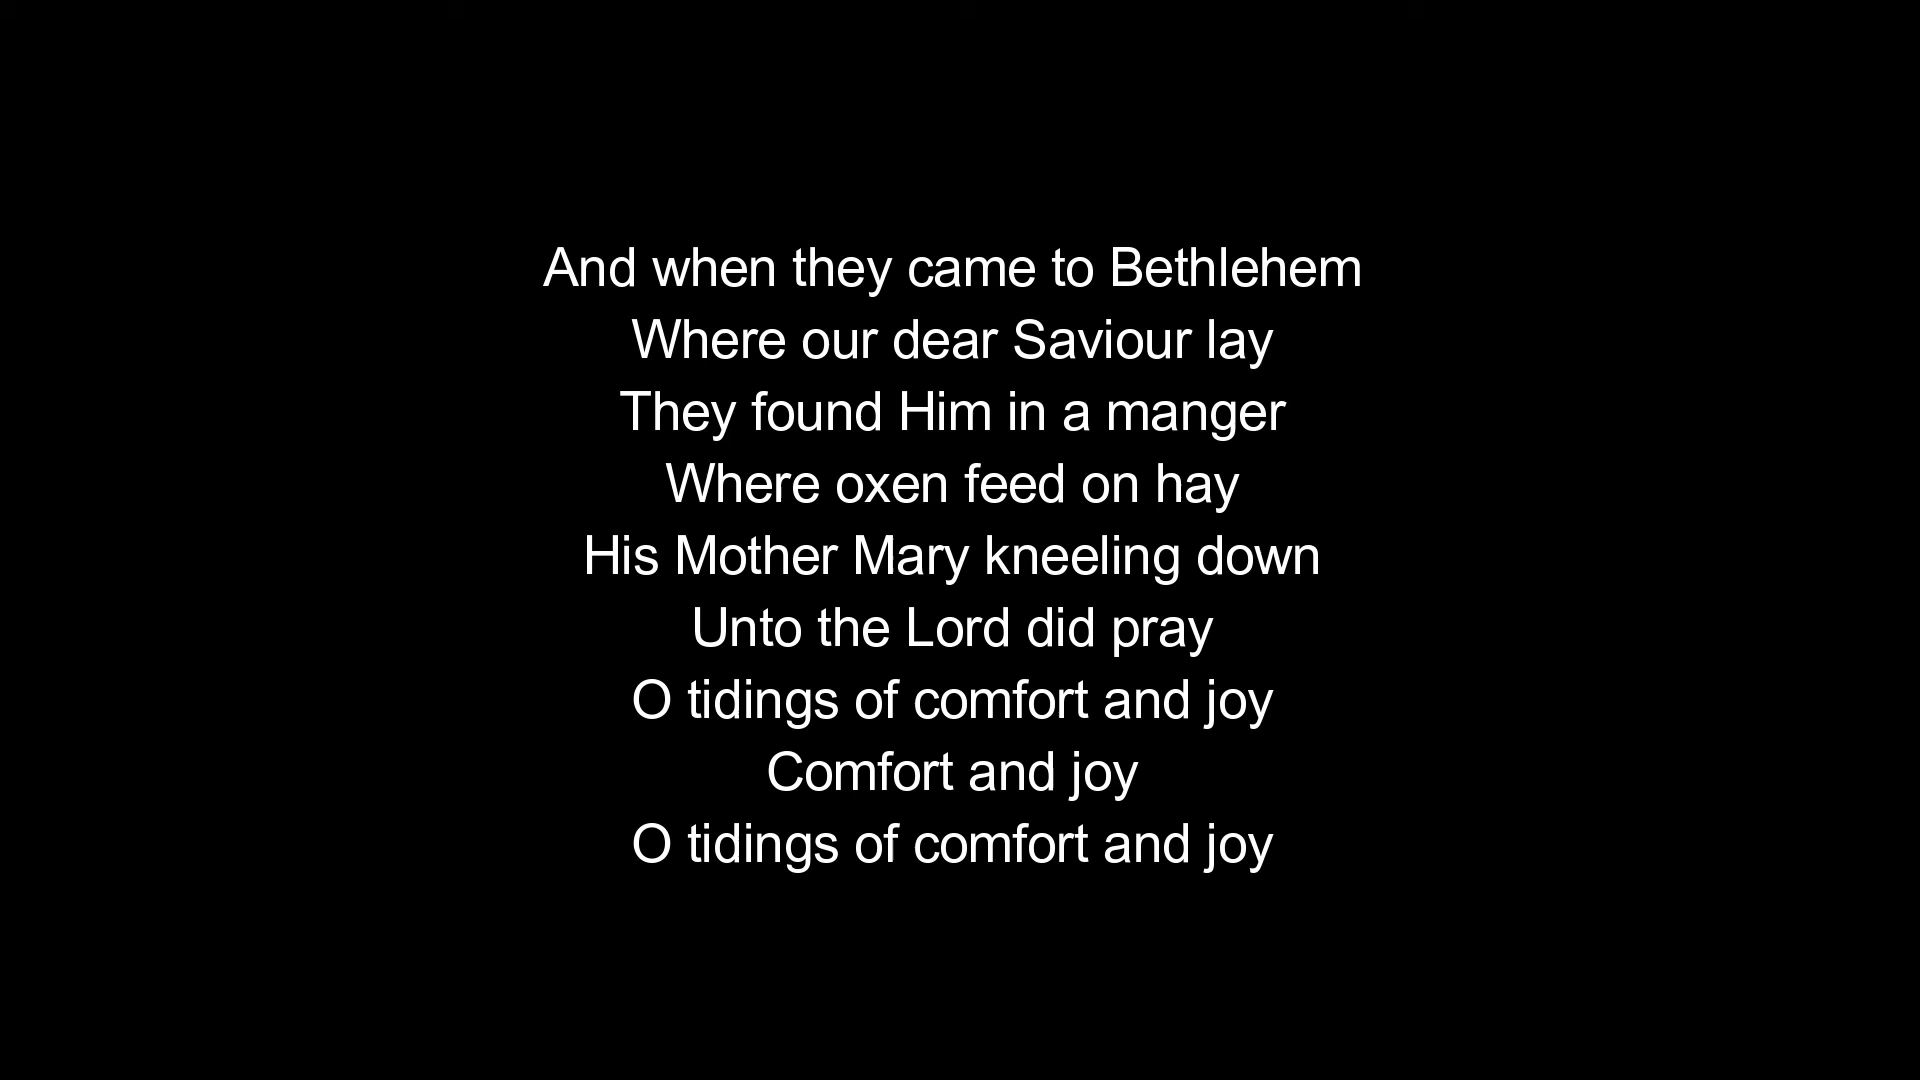 And when they came to Bethlehem
Where our dear Saviour lay
They found Him in a manger
Where oxen feed on hay
His Mother Mary kneeling down
Unto the Lord did pray
O tidings of comfort and joy
Comfort and joy
O tidings of comfort and joy